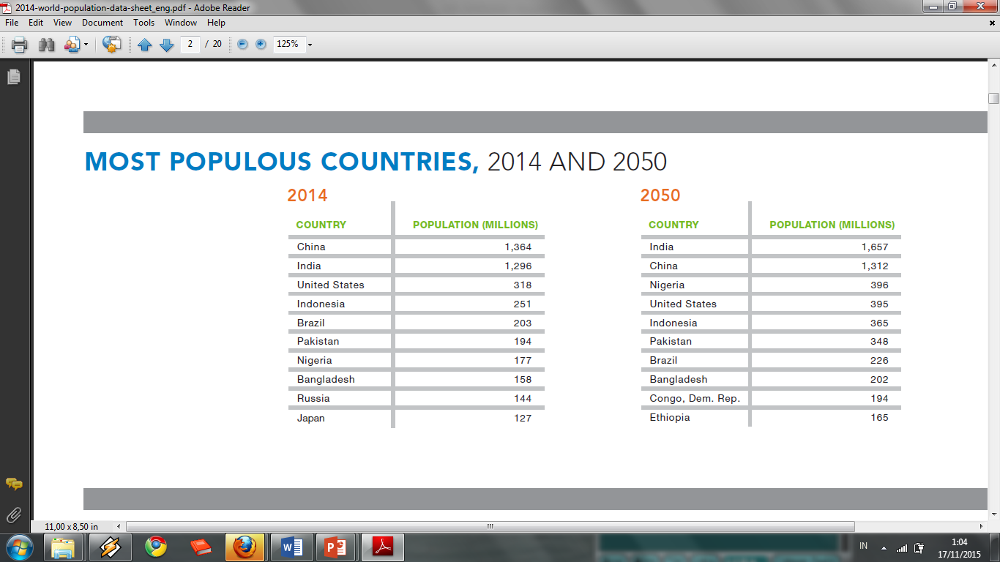 2014-world-population-data-sheet_eng.pdf - Adobe Reader
File Edit View Document Tools Window Help
2 / 20 125%
MOST POPULOUS COUNTRIES, 2014 AND 2050
2014
COUNTRY POPULATION (MILLIONS)
China 1,364
India 1,296
United States 318
Indonesia 251
Brazil 203
Pakistan 194
Nigeria 177
Bangladesh 158
Russia 144
Japan 127
2050
COUNTRY POPULATION (MILLIONS)
India 1,657
China 1,312
Nigeria 396
United States 395
Indonesia 365
Pakistan 348
Brazil 226
Bangladesh 202
Congo, Dem. Rep. 194
Ethiopia 165
11,00 x 8,50 in
IN
1:04
17/11/2015